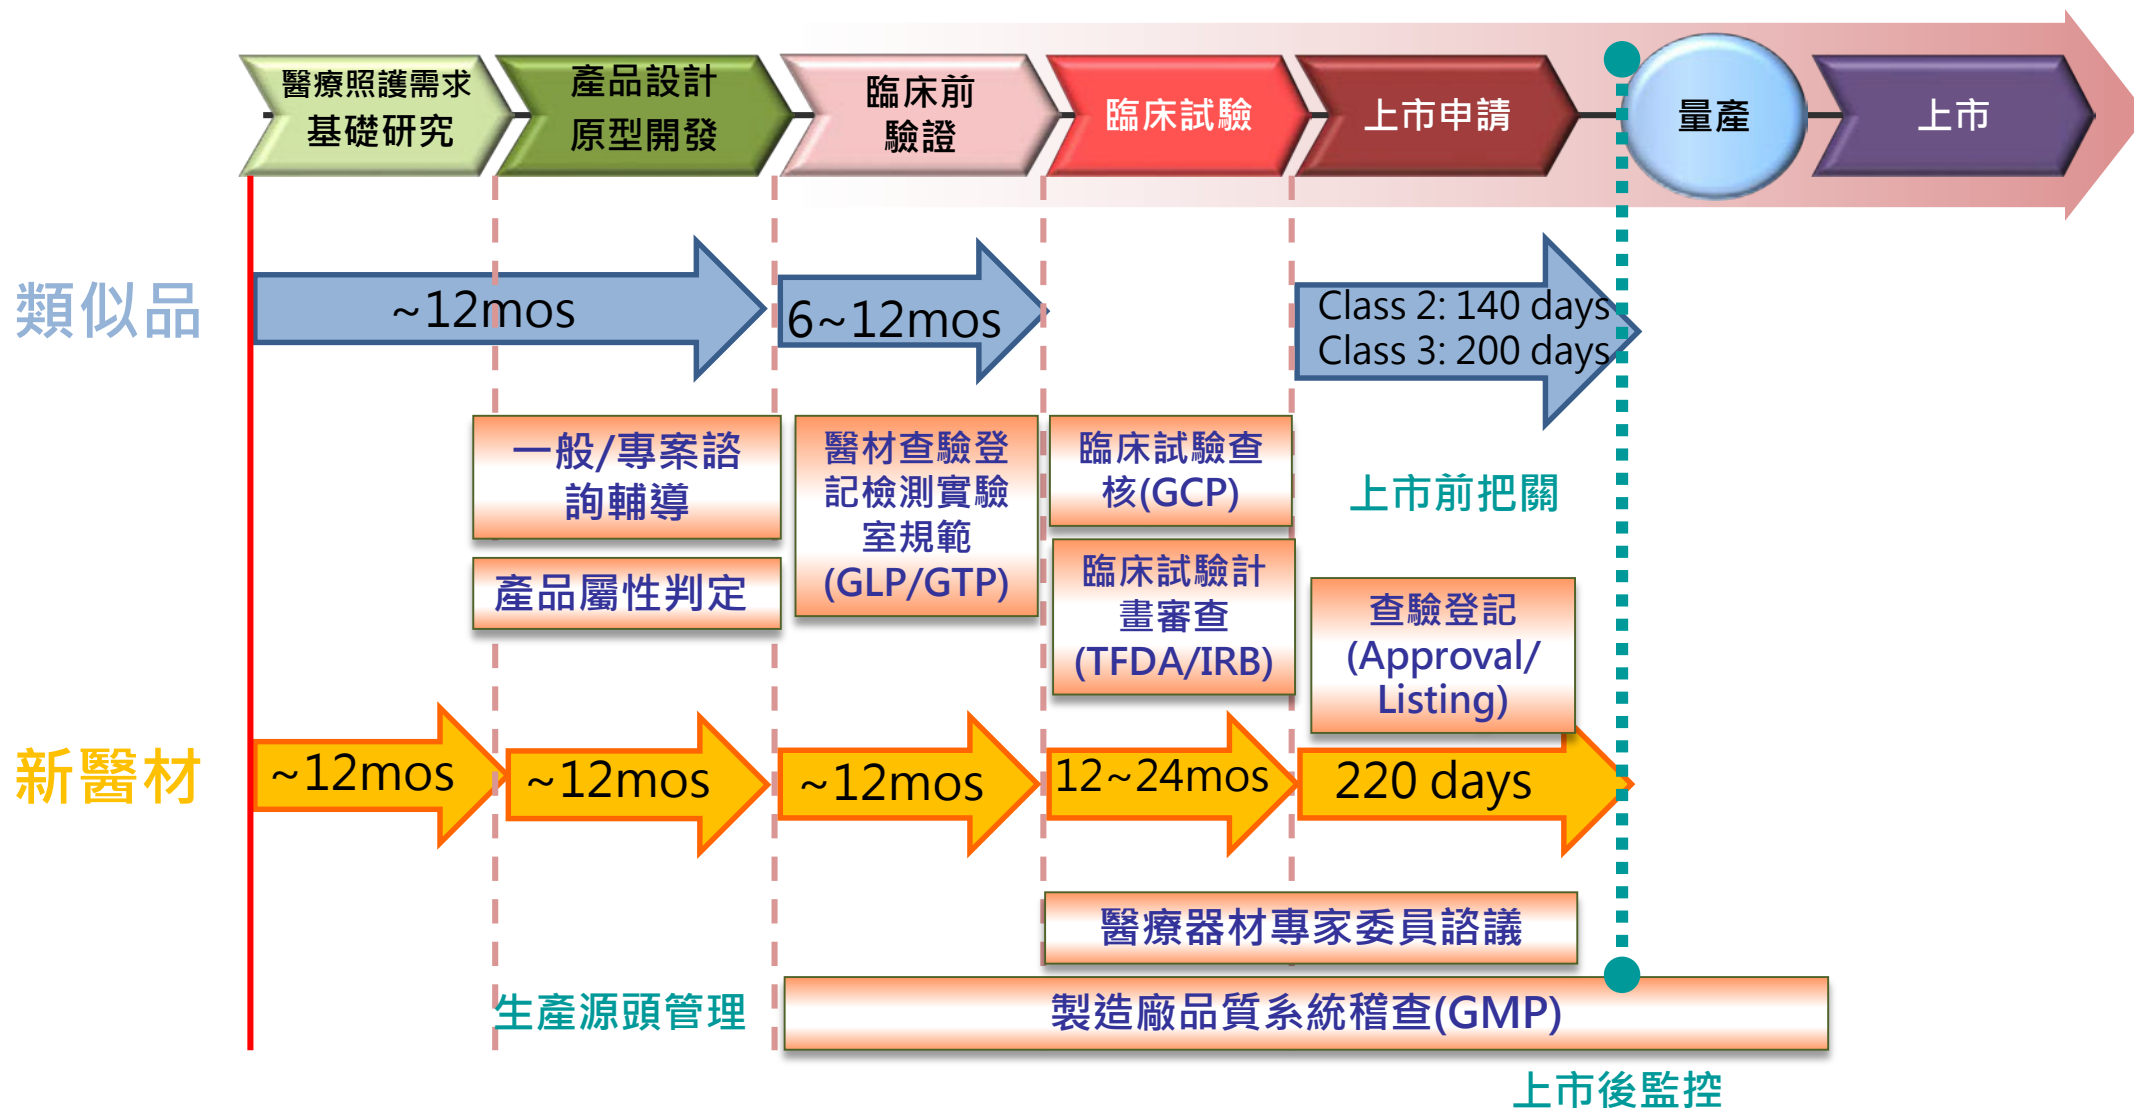 醫療照護需求
基礎研究
產品設計
原型開發
臨床前
驗證
臨床試驗
上市申請
量產
上市
類似品
~12mos
6~12mos
Class 2: 140 days
Class 3: 200 days
一般/專案諮
詢輔導
產品屬性判定
醫材查驗登
記檢測實驗
室規範
(GLP/GTP)
臨床試驗查
核(GCP)
臨床試驗計
畫審查
(TFDA/IRB)
上市前把關
查驗登記
(Approval/
Listing)
新醫材
~12mos
~12mos
~12mos
12~24mos
220 days
醫療器材專家委員諮議
生產源頭管理
製造廠品質系統稽查(GMP)
上市後監控